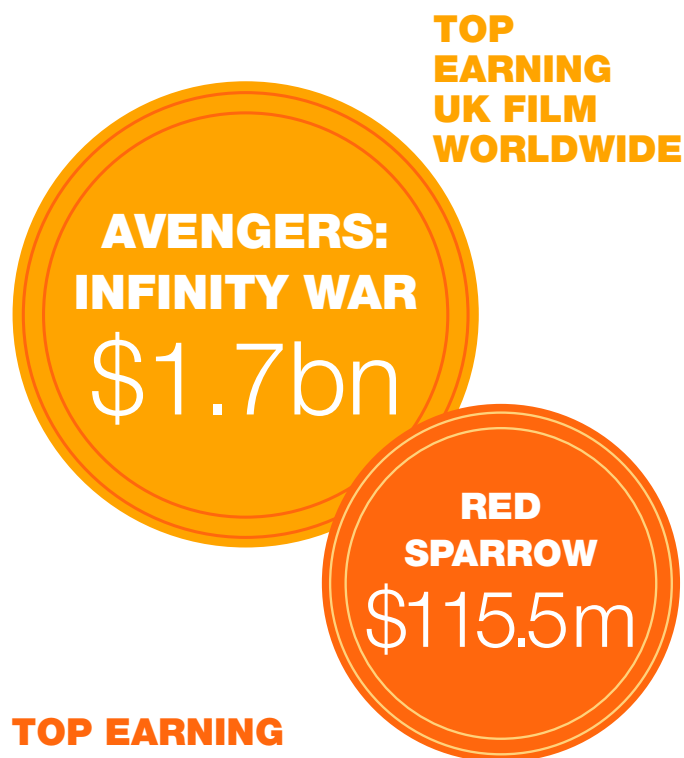 TOP
EARNING
UK FILM
WORLDWIDE
AVENGERS:
INFINITY WAR
$1.7bn
RED
SPARROW
$115.5m
TOP EARNING